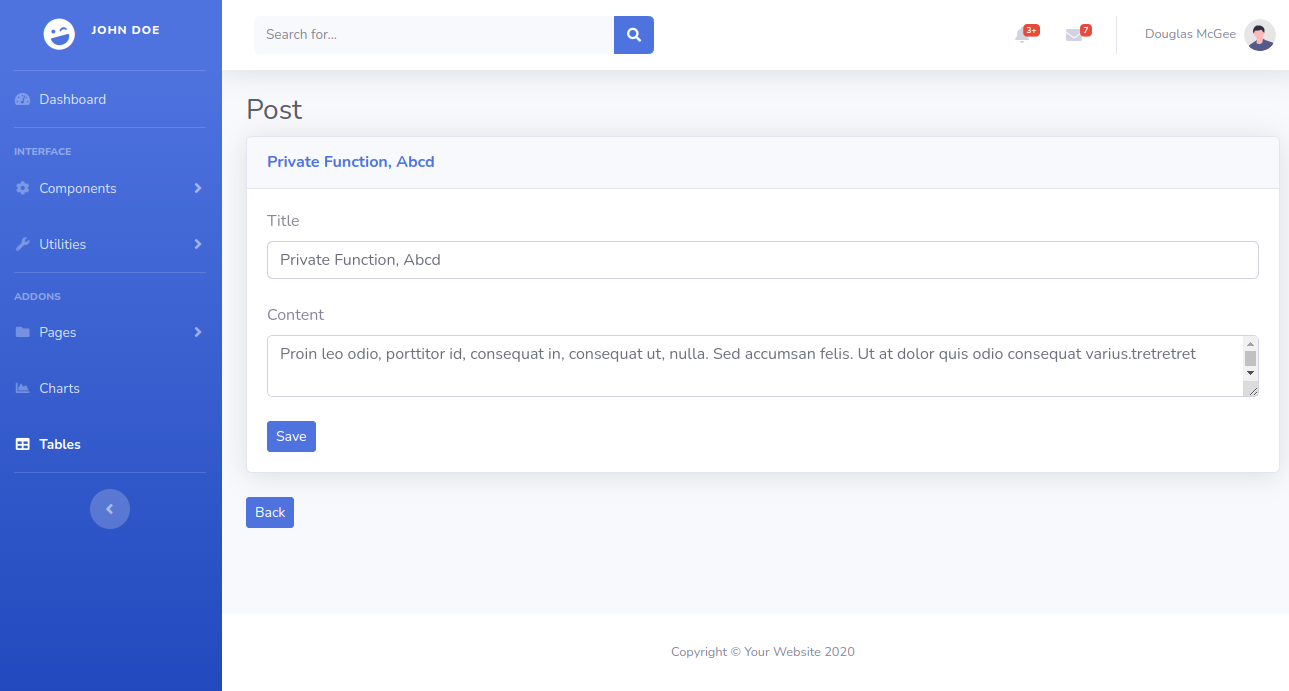 JOHN DOE
Search for...
3+
7
Douglas McGee
Dashboard
INTERFACE
Components
Utilities
ADDONS
Pages
Charts
Tables
Post
Private Function, Abcd
Title
Private Function, Abcd
Content
Proin leo odio, porttitor id, consequat in, consequat ut, nulla. Sed accumsan felis. Ut at dolor quis odio consequat varius.tretretret
Save
Back
Copyright © Your Website 2020